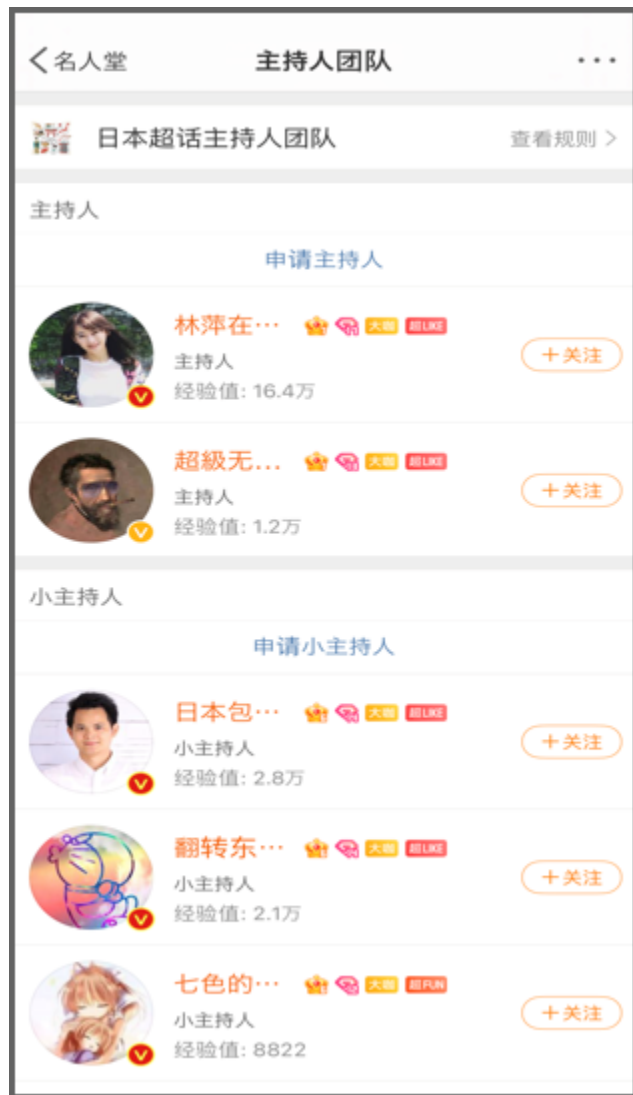 名人堂
主持人团队
日本超话主持人团队
查看规则
主持人
申请主持人
林萍在… 大咖 超LIKE
主持人
+关注
经验值: 16.4万
超級无... 大咖 超LIKE
主持人
+关注
经验值: 1.2万
小主持人
申请小主持人
日本包… 大咖 超LIKE
小主持人
+关注
经验值: 2.8万
翻转东… 大咖 超LIKE
小主持人
+关注
经验值: 2.1万
七色的… 大咖 超FUN
小主持人
+关注
经验值: 8822